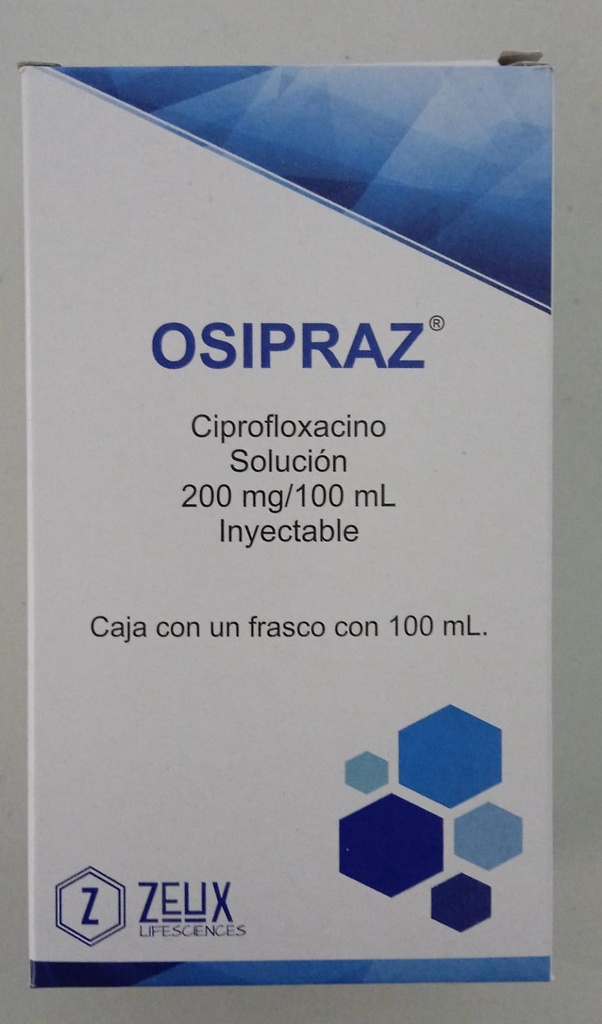 OSIPRAZ®
Ciprofloxacino
Solución
200 mg/100 mL
Inyectable
Caja con un frasco con 100 mL.
Z ZEUX
LIFESCIENCES